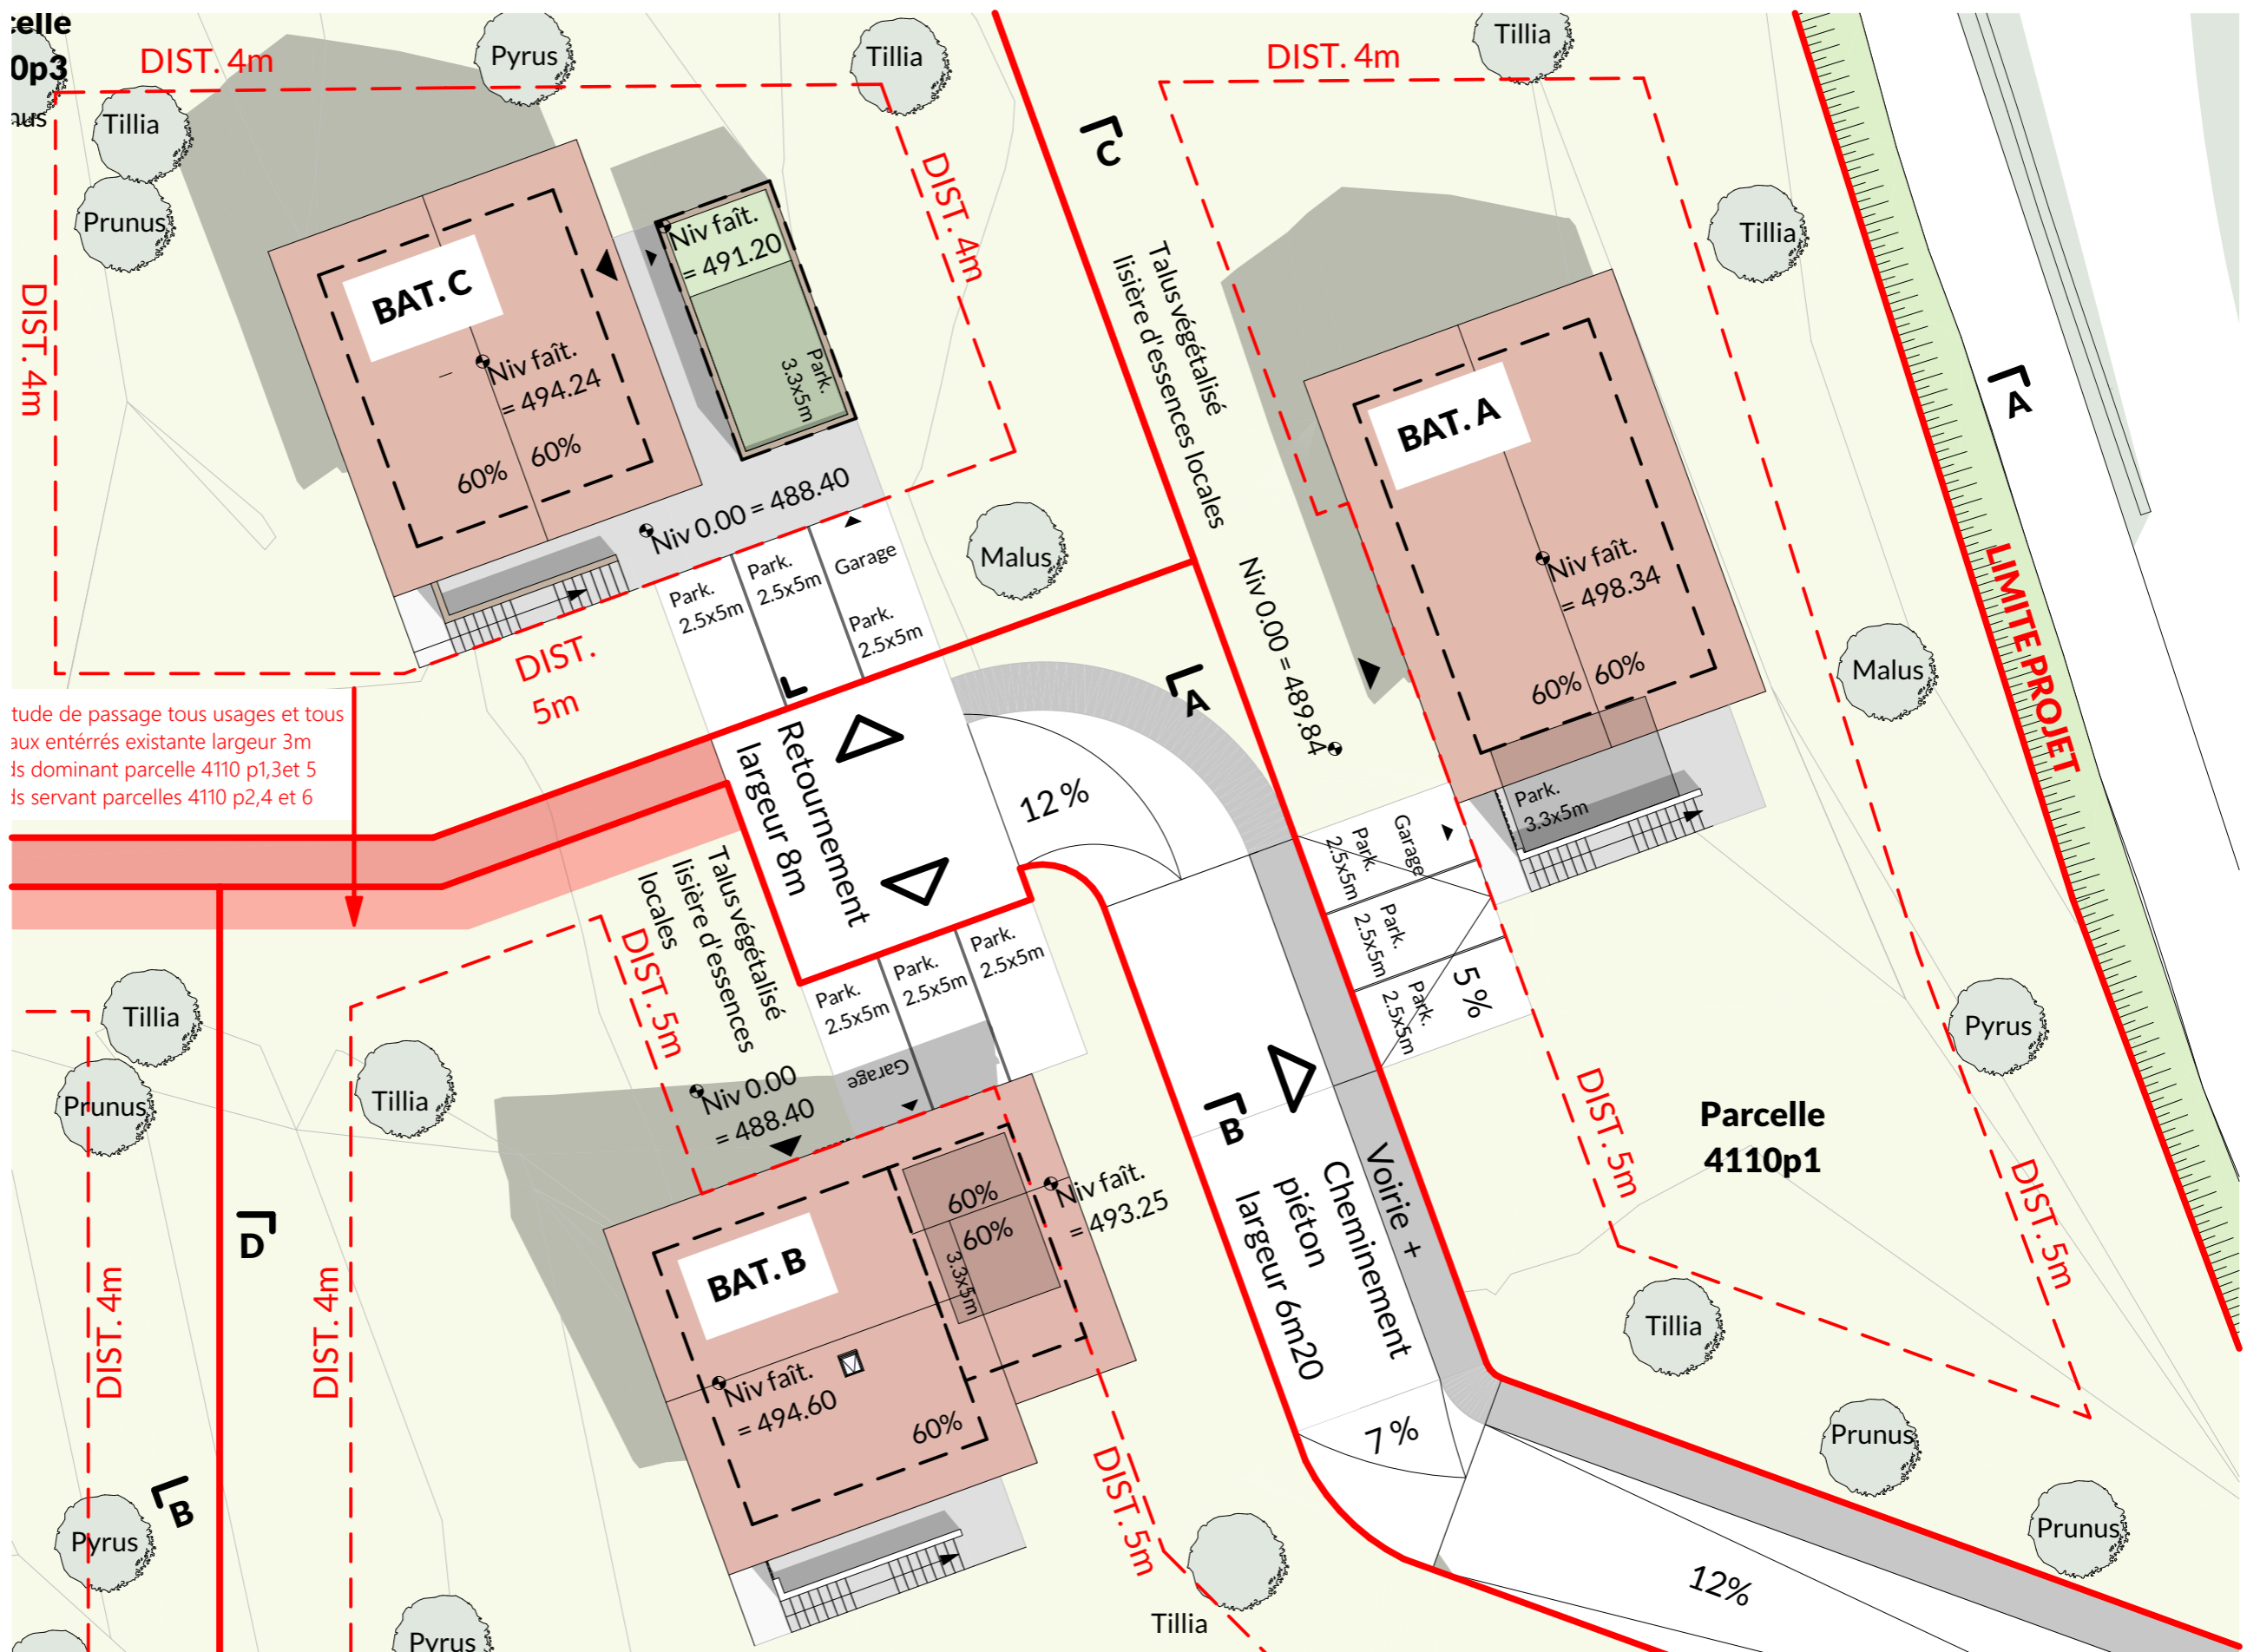 celle
0p3
nus
DIST. 4m
Tillia
Prunus
Pyrus
Tillia
DIST. 4m
DIST. 4m
BAT. C
Niv faît.
= 494.24
60%
60%
Niv faît.
= 491.20
Park.
3.3x5m
Niv 0.00 = 488.40
Park.
2.5x5m
Park.
2.5x5m
Garage
Park.
2.5x5m
DIST.
5m
Malus
C
Talus végétalisé
lisière d'essences locales
DIST. 4m
Tillia
Tillia
BAT. A
Niv faît.
= 498.34
60%
60%
Niv 0.00 = 489.84
Park.
3.3x5m
A
A
LIMITE PROJET
Malus
tude de passage tous usages et tous
aux entérrés existante largeur 3m
ds dominant parcelle 4110 p1,3et 5
ds servant parcelles 4110 p2,4 et 6
Retournement
largeur 8m
12 %
Garage
Park.
2.5x5m
Park.
2.5x5m
Park.
2.5x5m
5 %
Talus végétalisé
lisière d'essences
locales
DIST. 5m
Park.
2.5x5m
Park.
2.5x5m
Park.
2.5x5m
Garage
Niv 0.00
= 488.40
Tillia
Prunus
Tillia
DIST. 4m
D
DIST. 4m
B
Pyrus
Pyrus
BAT. B
60%
60%
3.3x5m
Niv faît.
= 493.25
Niv faît.
= 494.60
60%
DIST. 5m
Tillia
B
Voirie +
Cheminement
piéton
largeur 6m20
7 %
12%
DIST. 5m
Parcelle
4110p1
Pyrus
DIST. 5m
Tillia
Prunus
Prunus